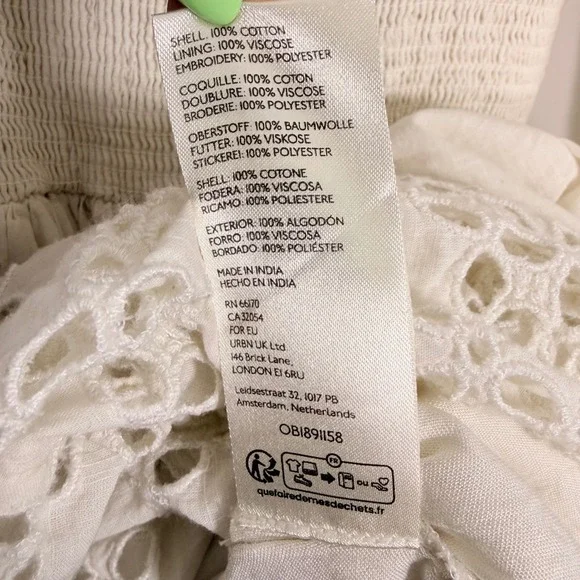 SHELL: 100% COTTON
LINING: 100% VISCOSE
EMBROIDERY: 100% POLYESTER
COQUILLE: 100% COTON
DOUBLURE: 100% VISCOSE
BRODERIE: 100% POLYESTER
OBERSTOFF: 100% BAUMWOLLE
FUTTER: 100% VISKOSE
STICKEREI: 100% POLYESTER
SHELL: 100% COTONE
FODERA: 100% VISCOSA
RICAMO: 100% POLIESTERE
EXTERIOR: 100% ALGODÓN
FORRO: 100% VISCOSA
BORDADO: 100% POLIÉSTER
MADE IN INDIA
HECHO EN INDIA
RN 66170
CA 32054
FOR EU
URBN UK Ltd.
146 Brick Lane,
LONDON E1 6RU
Leidsestraat 32, 1017 PB
Amsterdam, Netherlands
OB1891158
FR
ou
quefairedemesdechets.fr